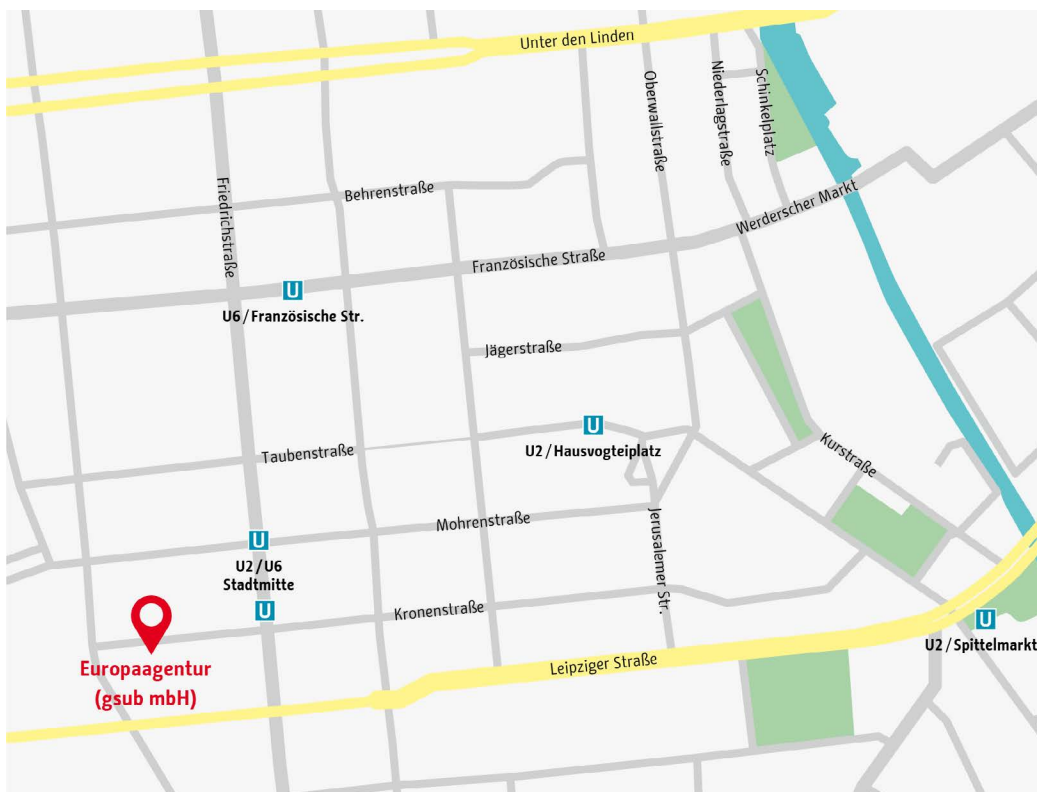 Unter den Linden
Oberwailstraße
Niederlagstraße
Schinkelplatz
Friedrichstraße
Behrenstraße
Werderscher Markt
Französische Straße
U
U6 / Französische Str.
Jägerstraße
U
U2 / Hausvogteiplatz
Taubenstraße
Kurstraße
Mohrenstraße
Jerusalemer Str.
U
U2 / U6
Stadtmitte
U
Kronenstraße
U
U2 / Spittelmarkt
Leipziger Straße
Europaagentur
(gsub mbH)